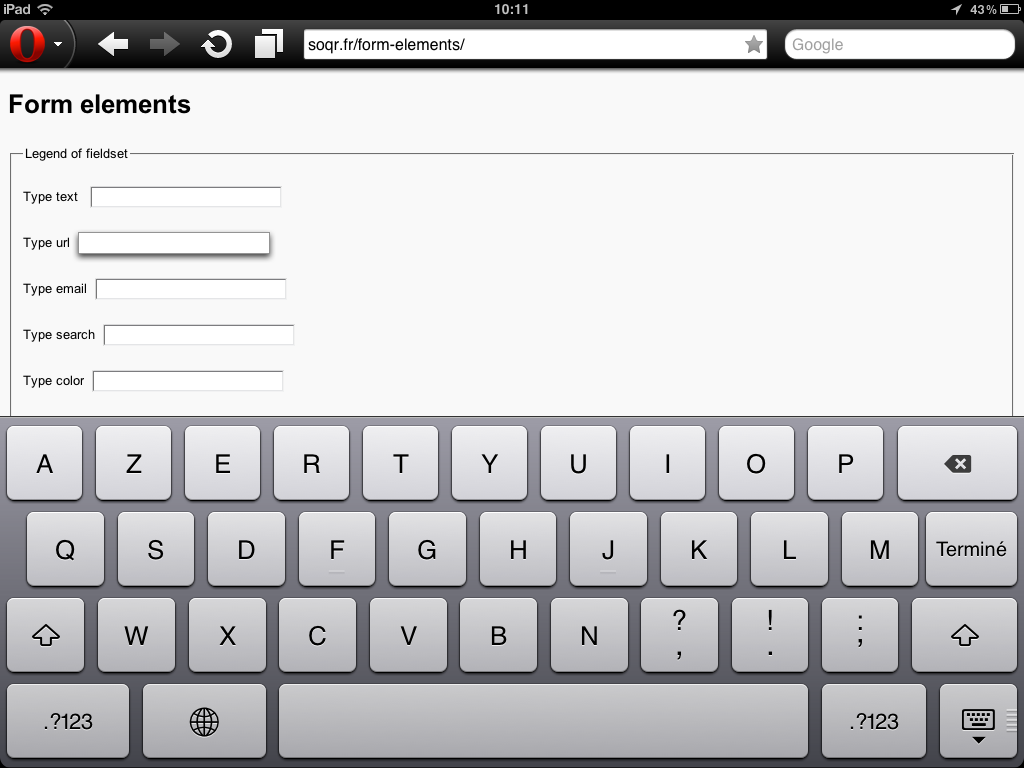 iPad 10:11 43%
soqr.fr/form-elements/ Google
Form elements
Legend of fieldset
Type text
Type url
Type email
Type search
Type color
A Z E R T Y U I O P
Q S D F G H J K L M Terminé
W X C V B N ? , ! . : ;
.?123 .?123